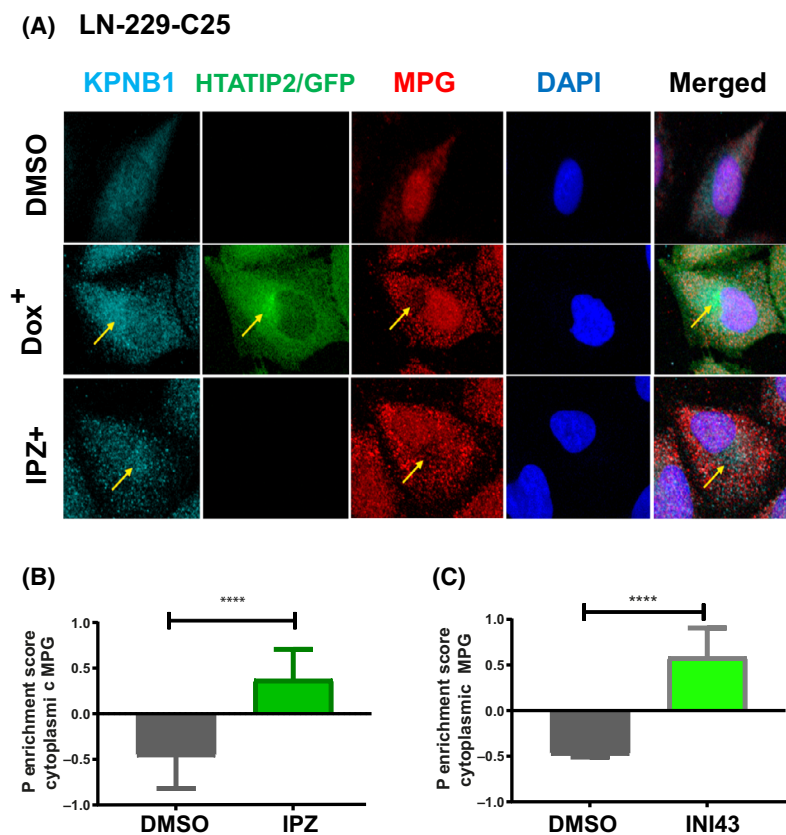 (A) LN-229-C25
KPNB1 HTATIP2/GFP MPG DAPI Merged
DMSO
Dox+
IPZ+
(B)
****
P enrichment score
cytoplasmi c MPG
1.0
0.5
0.0
–0.5
–1.0
DMSO IPZ
(C)
****
P enrichment score
cytoplasmic MPG
1.0
0.5
0.0
–0.5
–1.0
DMSO INI43